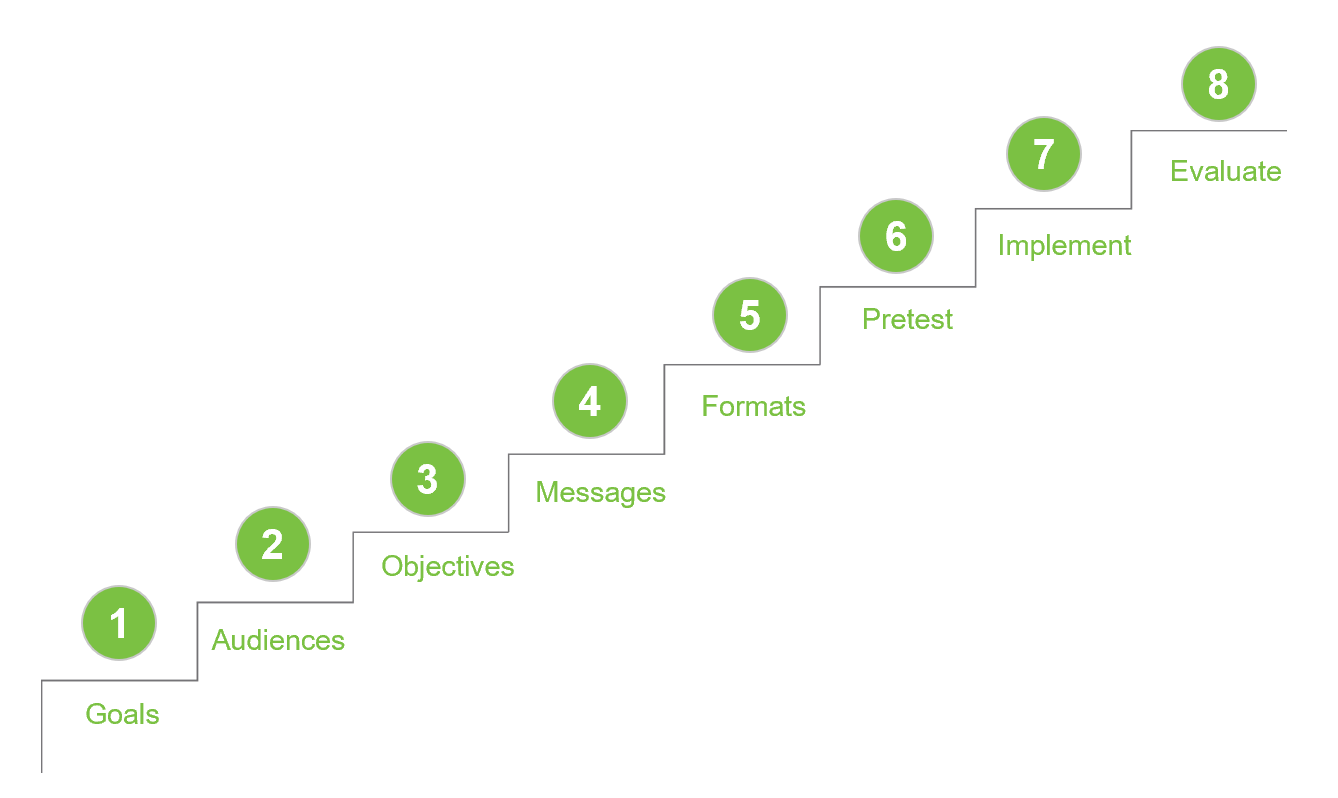 1
Goals
2
Audiences
3
Objectives
4
Messages
5
Formats
6
Pretest
7
Implement
8
Evaluate